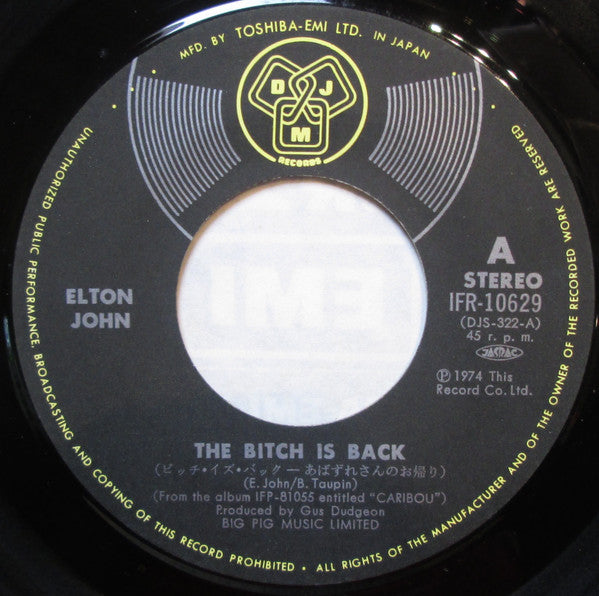 MFD. BY TOSHIBA-EMI LTD. IN JAPAN
D J
M
RECORDS
UNAUTHORIZED PUBLIC PERFORMANCE, BROADCASTING AND COPYING OF THIS RECORD PROHIBITED • ALL RIGHTS OF THE MANUFACTURER AND OF THE OWNER OF THE RECORDED WORK ARE RESERVED
A
STEREO
IFR-10629
(DJS-322-A)
45 r. p. m.
JASRAC
℗ 1974 This
Record Co. Ltd.
ELTON
JOHN
EMI
THE BITCH IS BACK
(ビッチ・イズ・バック — あばずれさんのお帰り)
(E. John/B. Taupin)
(From the album IFP-81055 entitled "CARIBOU")
Produced by Gus Dudgeon
BIG PIG MUSIC LIMITED